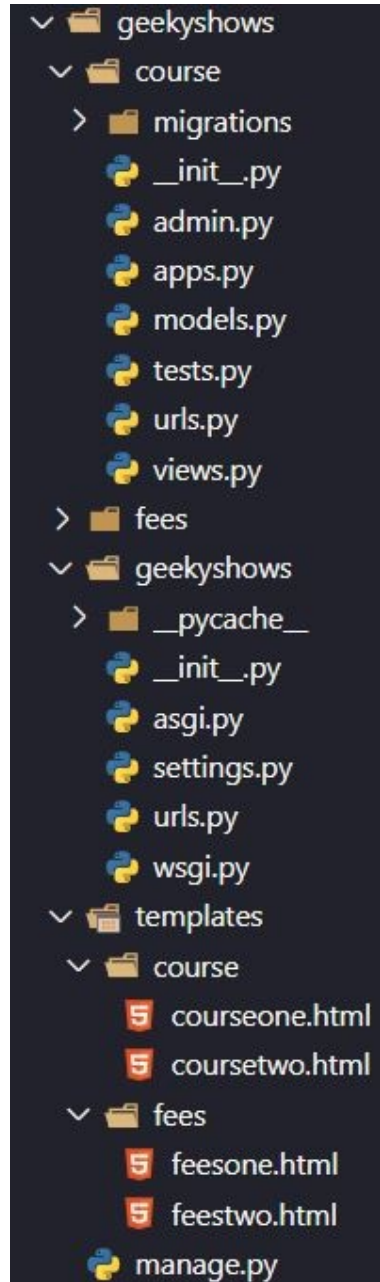 geekyshows
course
migrations
__init__.py
admin.py
apps.py
models.py
tests.py
urls.py
views.py
fees
geekyshows
__pycache__
__init__.py
asgi.py
settings.py
urls.py
wsgi.py
templates
course
courseone.html
coursetwo.html
fees
feesone.html
feestwo.html
manage.py